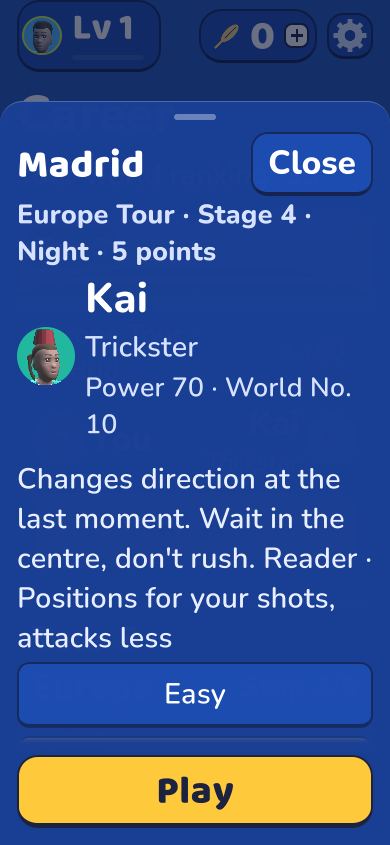 Lv 1
0
Madrid
Close
Europe Tour · Stage 4 ·
Night · 5 points
Kai
Trickster
Power 70 · World No.
10
Changes direction at the
last moment. Wait in the
centre, don't rush. Reader ·
Positions for your shots,
attacks less
Easy
Play